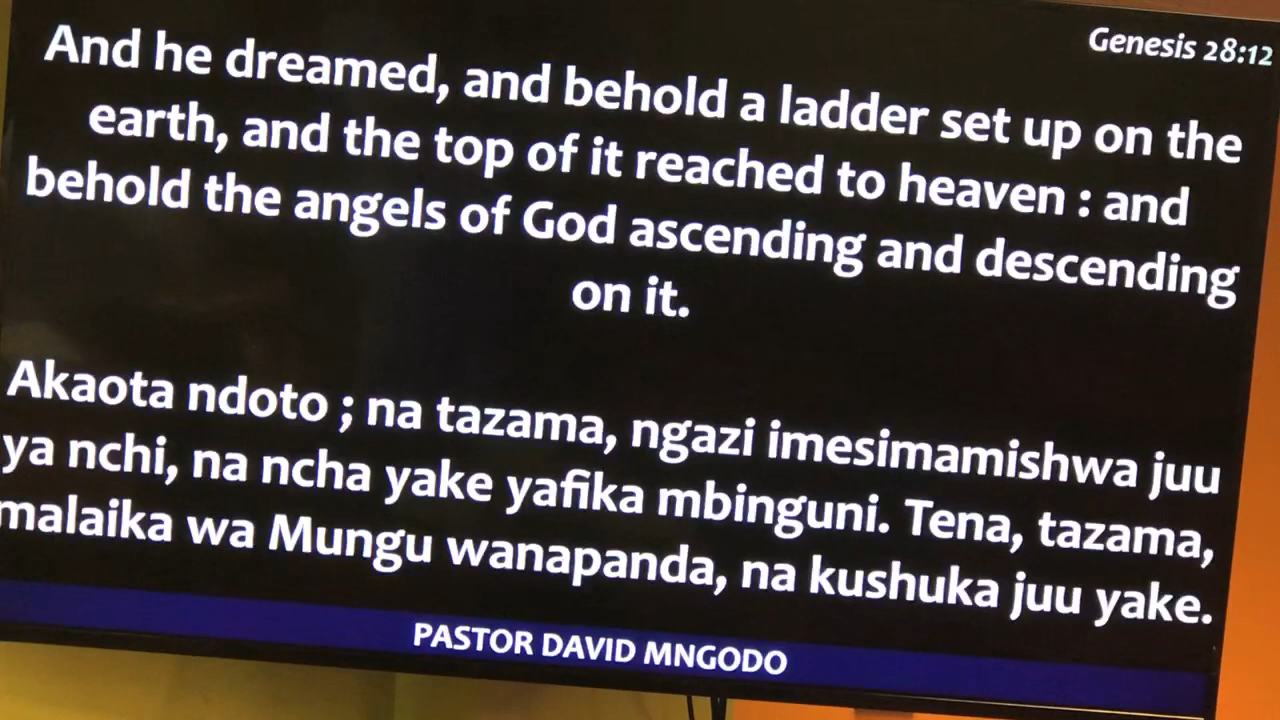 Genesis 28:12
And he dreamed, and behold a ladder set up on the
earth, and the top of it reached to heaven : and
behold the angels of God ascending and descending
on it.
Akaota ndoto ; na tazama, ngazi imesimamishwa juu
ya nchi, na ncha yake yafika mbinguni. Tena, tazama,
malaika wa Mungu wanapanda, na kushuka juu yake.
PASTOR DAVID MNGODO